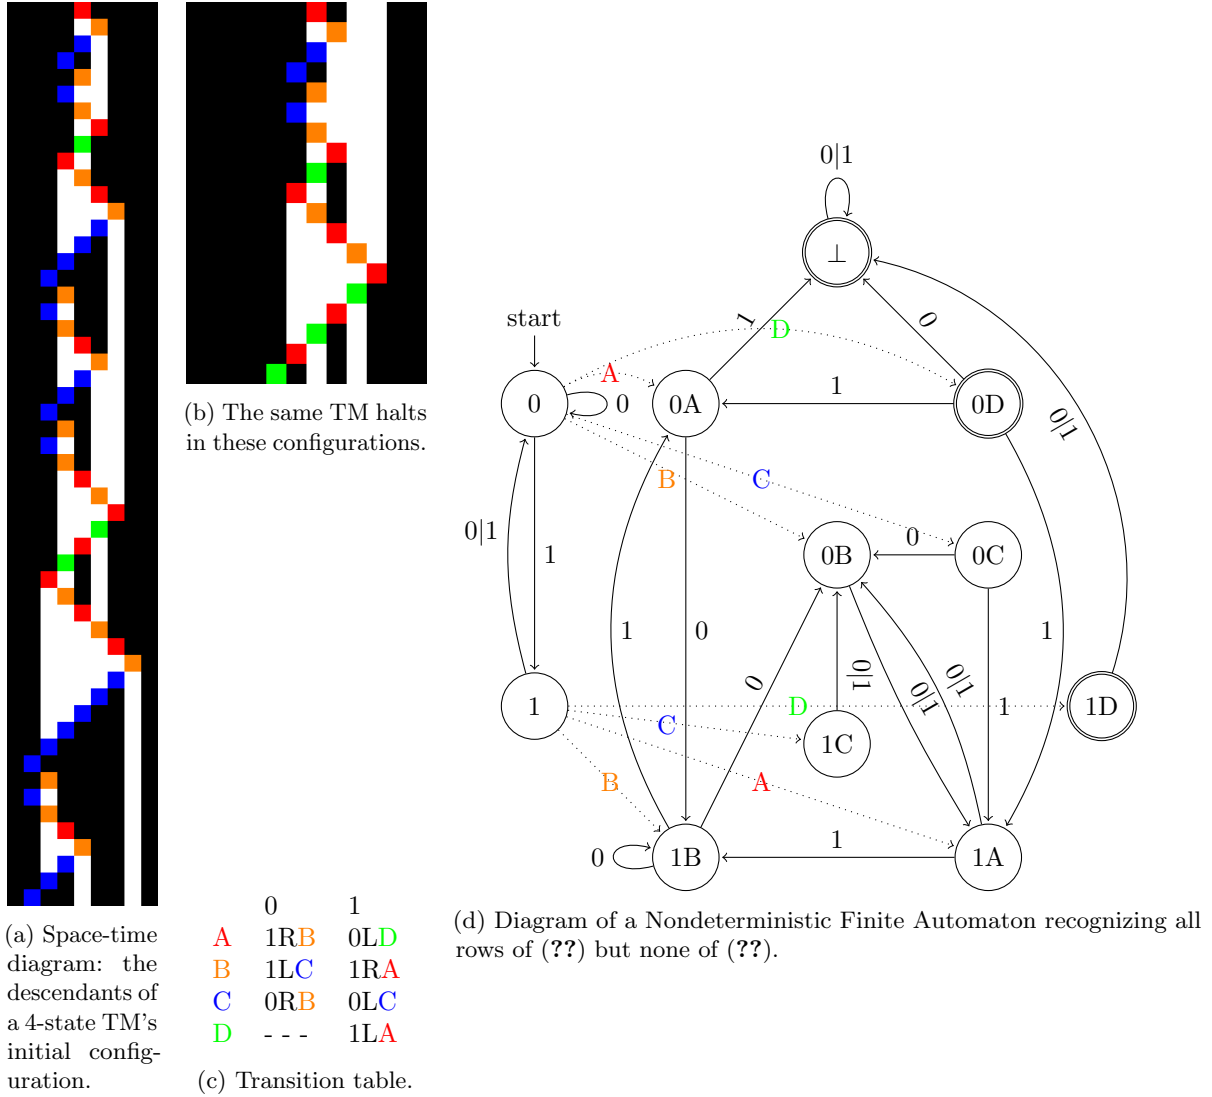 0|1
⊥
start
1
D
0
A
0
0
0A
1
0D
0|1
B
C
0|1
1
0B
0
0C
1
0
1
0
0|1
0|1
0|1
1
D
1
1D
C
1C
B
A
0
1B
1
1A
(a) Space-time
diagram: the
descendants of
a 4-state TM's
initial config-
uration.
(b) The same TM halts
in these configurations.
0 1
A 1RB 0LD
B 1LC 1RA
C 0RB 0LC
D - - - 1LA
(c) Transition table.
(d) Diagram of a Nondeterministic Finite Automaton recognizing all
rows of (??) but none of (??).